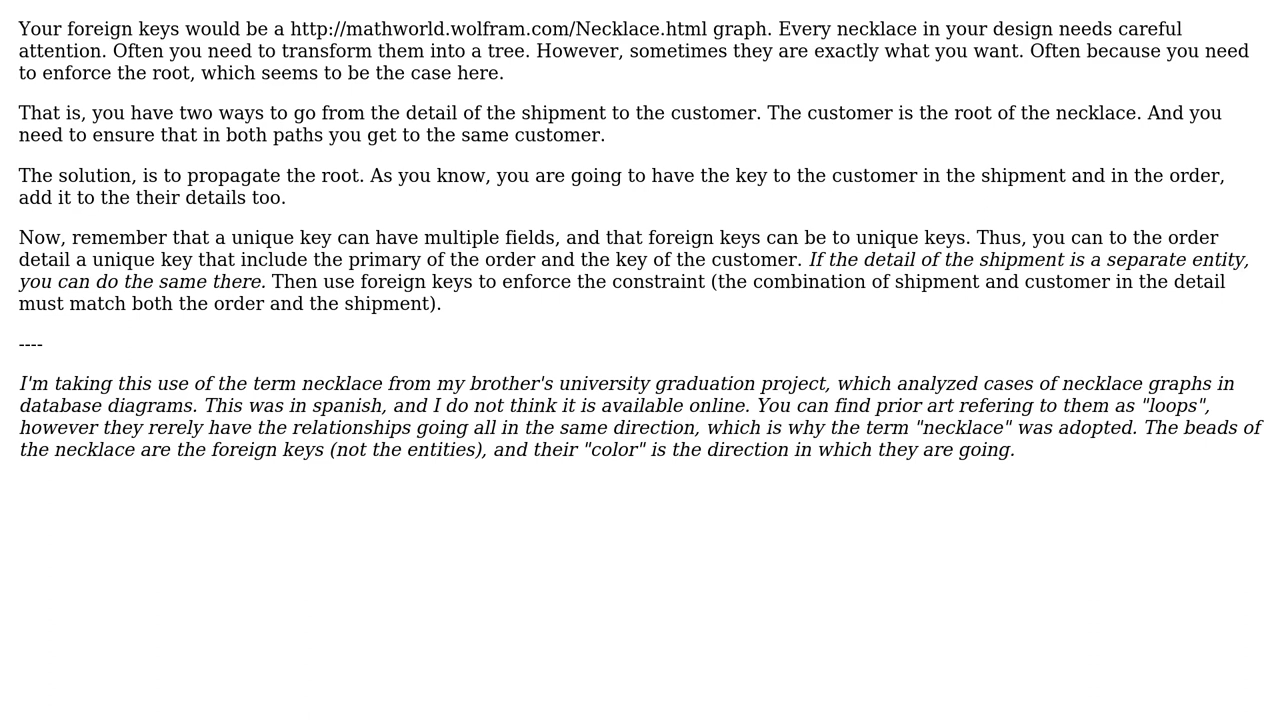 Your foreign keys would be a http://mathworld.wolfram.com/Necklace.html graph. Every necklace in your design needs careful
attention. Often you need to transform them into a tree. However, sometimes they are exactly what you want. Often because you need
to enforce the root, which seems to be the case here.
That is, you have two ways to go from the detail of the shipment to the customer. The customer is the root of the necklace. And you
need to ensure that in both paths you get to the same customer.
The solution, is to propagate the root. As you know, you are going to have the key to the customer in the shipment and in the order,
add it to the their details too.
Now, remember that a unique key can have multiple fields, and that foreign keys can be to unique keys. Thus, you can to the order
detail a unique key that include the primary of the order and the key of the customer. If the detail of the shipment is a separate entity,
you can do the same there. Then use foreign keys to enforce the constraint (the combination of shipment and customer in the detail
must match both the order and the shipment).
----
I'm taking this use of the term necklace from my brother's university graduation project, which analyzed cases of necklace graphs in
database diagrams. This was in spanish, and I do not think it is available online. You can find prior art refering to them as "loops",
however they rerely have the relationships going all in the same direction, which is why the term "necklace" was adopted. The beads of
the necklace are the foreign keys (not the entities), and their "color" is the direction in which they are going.